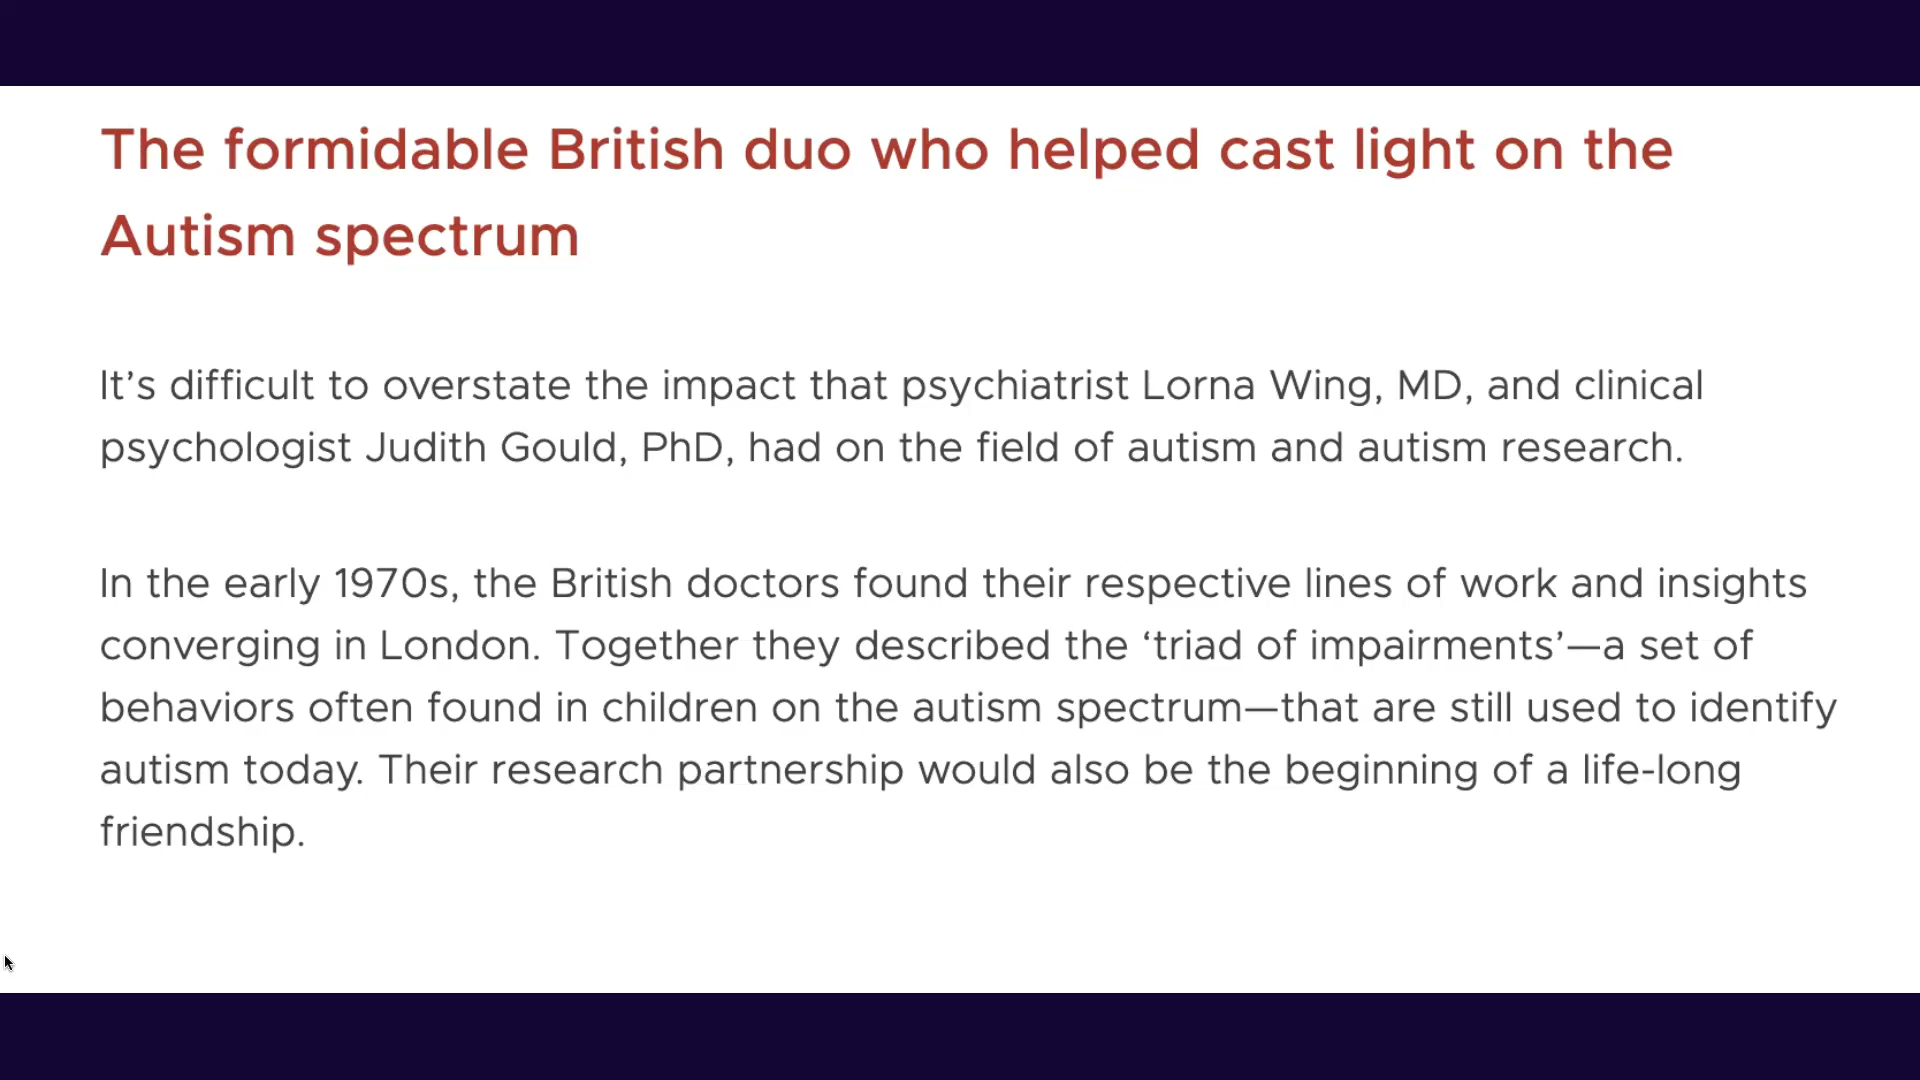 The formidable British duo who helped cast light on the
Autism spectrum
It’s difficult to overstate the impact that psychiatrist Lorna Wing, MD, and clinical
psychologist Judith Gould, PhD, had on the field of autism and autism research.
In the early 1970s, the British doctors found their respective lines of work and insights
converging in London. Together they described the ‘triad of impairments’—a set of
behaviors often found in children on the autism spectrum—that are still used to identify
autism today. Their research partnership would also be the beginning of a life-long
friendship.